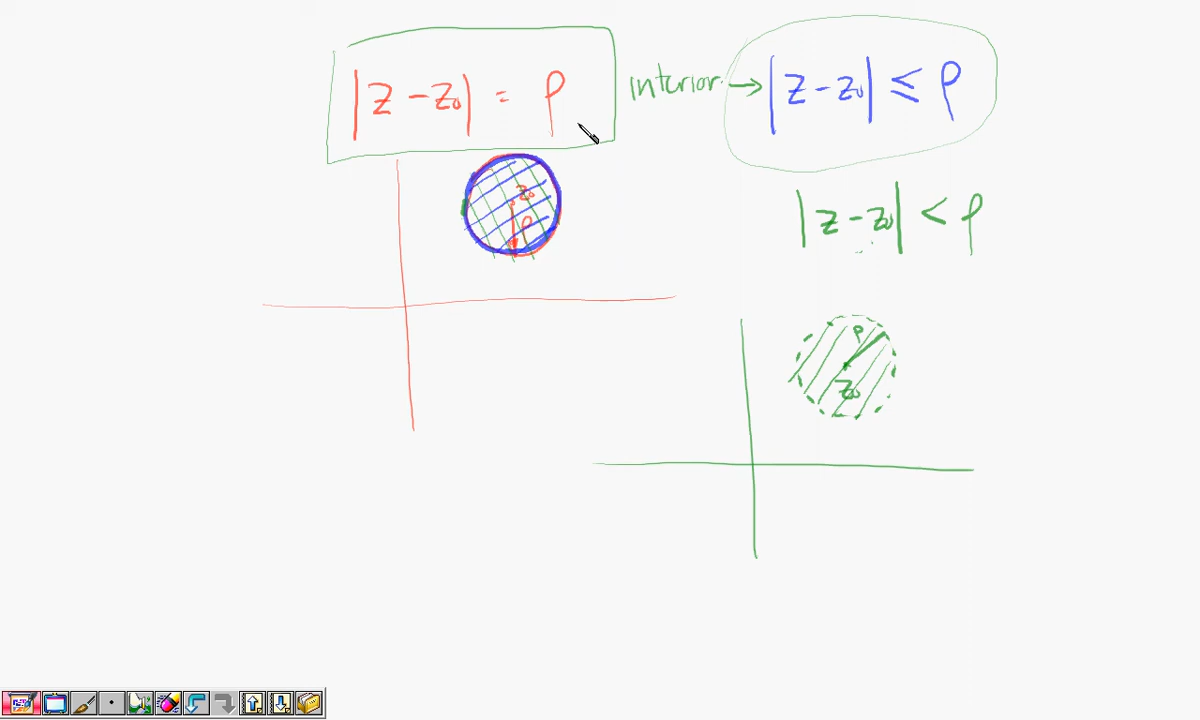 |z - z₀| = ρ interior. → |z - z₀| ≤ ρ
|z - z₀| < ρ
z₀
ρ
ρ
z₀